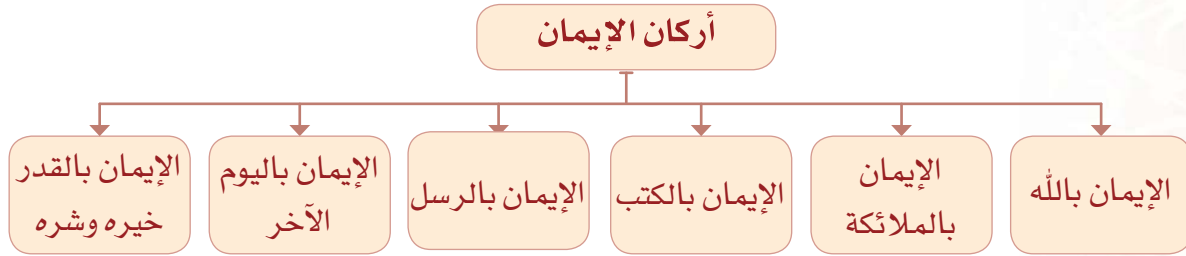 أركان الإيمان
الإيمان بالله
الإيمان
بالملائكة
الإيمان بالكتب
الإيمان بالرسل
الإيمان باليوم
الآخر
الإيمان بالقدر
خيره وشره